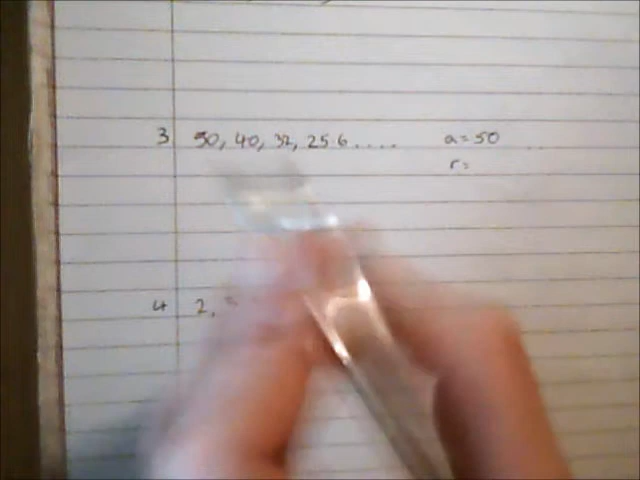 3 50, 40, 32, 25.6 .... a = 50
r =
4 2,